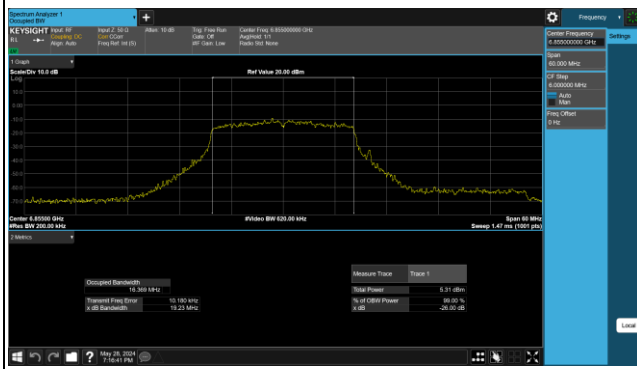 Spectrum Analyzer 1
Occupied BW
Frequency
KEYSIGHT
Input: RF
Coupling: DC
Align: Auto
Input Z: 50 Ω
Corr CCorr
Freq Ref: Int (S)
Atten: 10 dB
Trig: Free Run
Gate: Off
#IF Gain: Low
Center Freq: 6.855000000 GHz
Avg|Hold: 1/1
Radio Std: None
Center Frequency
6.855000000 GHz
Settings
Span
60.000 MHz
CF Step
6.000000 MHz
Auto
Man
Freq Offset
0 Hz
1 Graph
Scale/Div 10.0 dB
Ref Value 20.00 dBm
Log
10.0
0.00
Center 6.85500 GHz
#Res BW 200.00 kHz
#Video BW 620.00 kHz
Span 60 MHz
Sweep 1.47 ms (1001 pts)
2 Metrics
Measure Trace
Trace 1
Occupied Bandwidth
16.369 MHz
Total Power
5.31 dBm
Transmit Freq Error
10.180 kHz
% of OBW Power
99.00 %
x dB Bandwidth
19.23 MHz
x dB
-26.00 dB
Local
May 28, 2024
7:16:41 PM